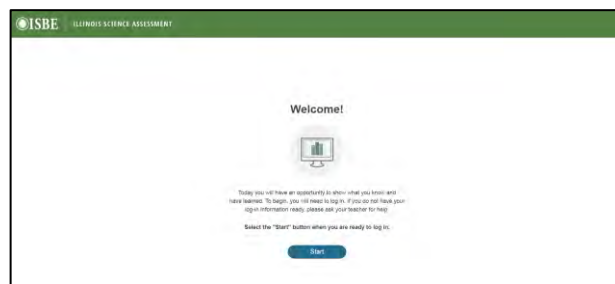 ISBE ILLINOIS SCIENCE ASSESSMENT
Welcome!
Today you will have an opportunity to show what you know and
have learned. To begin, you will need to log in. If you do not have your
log-in information ready, please ask your teacher for help.
Select the "Start" button when you are ready to log in.
Start